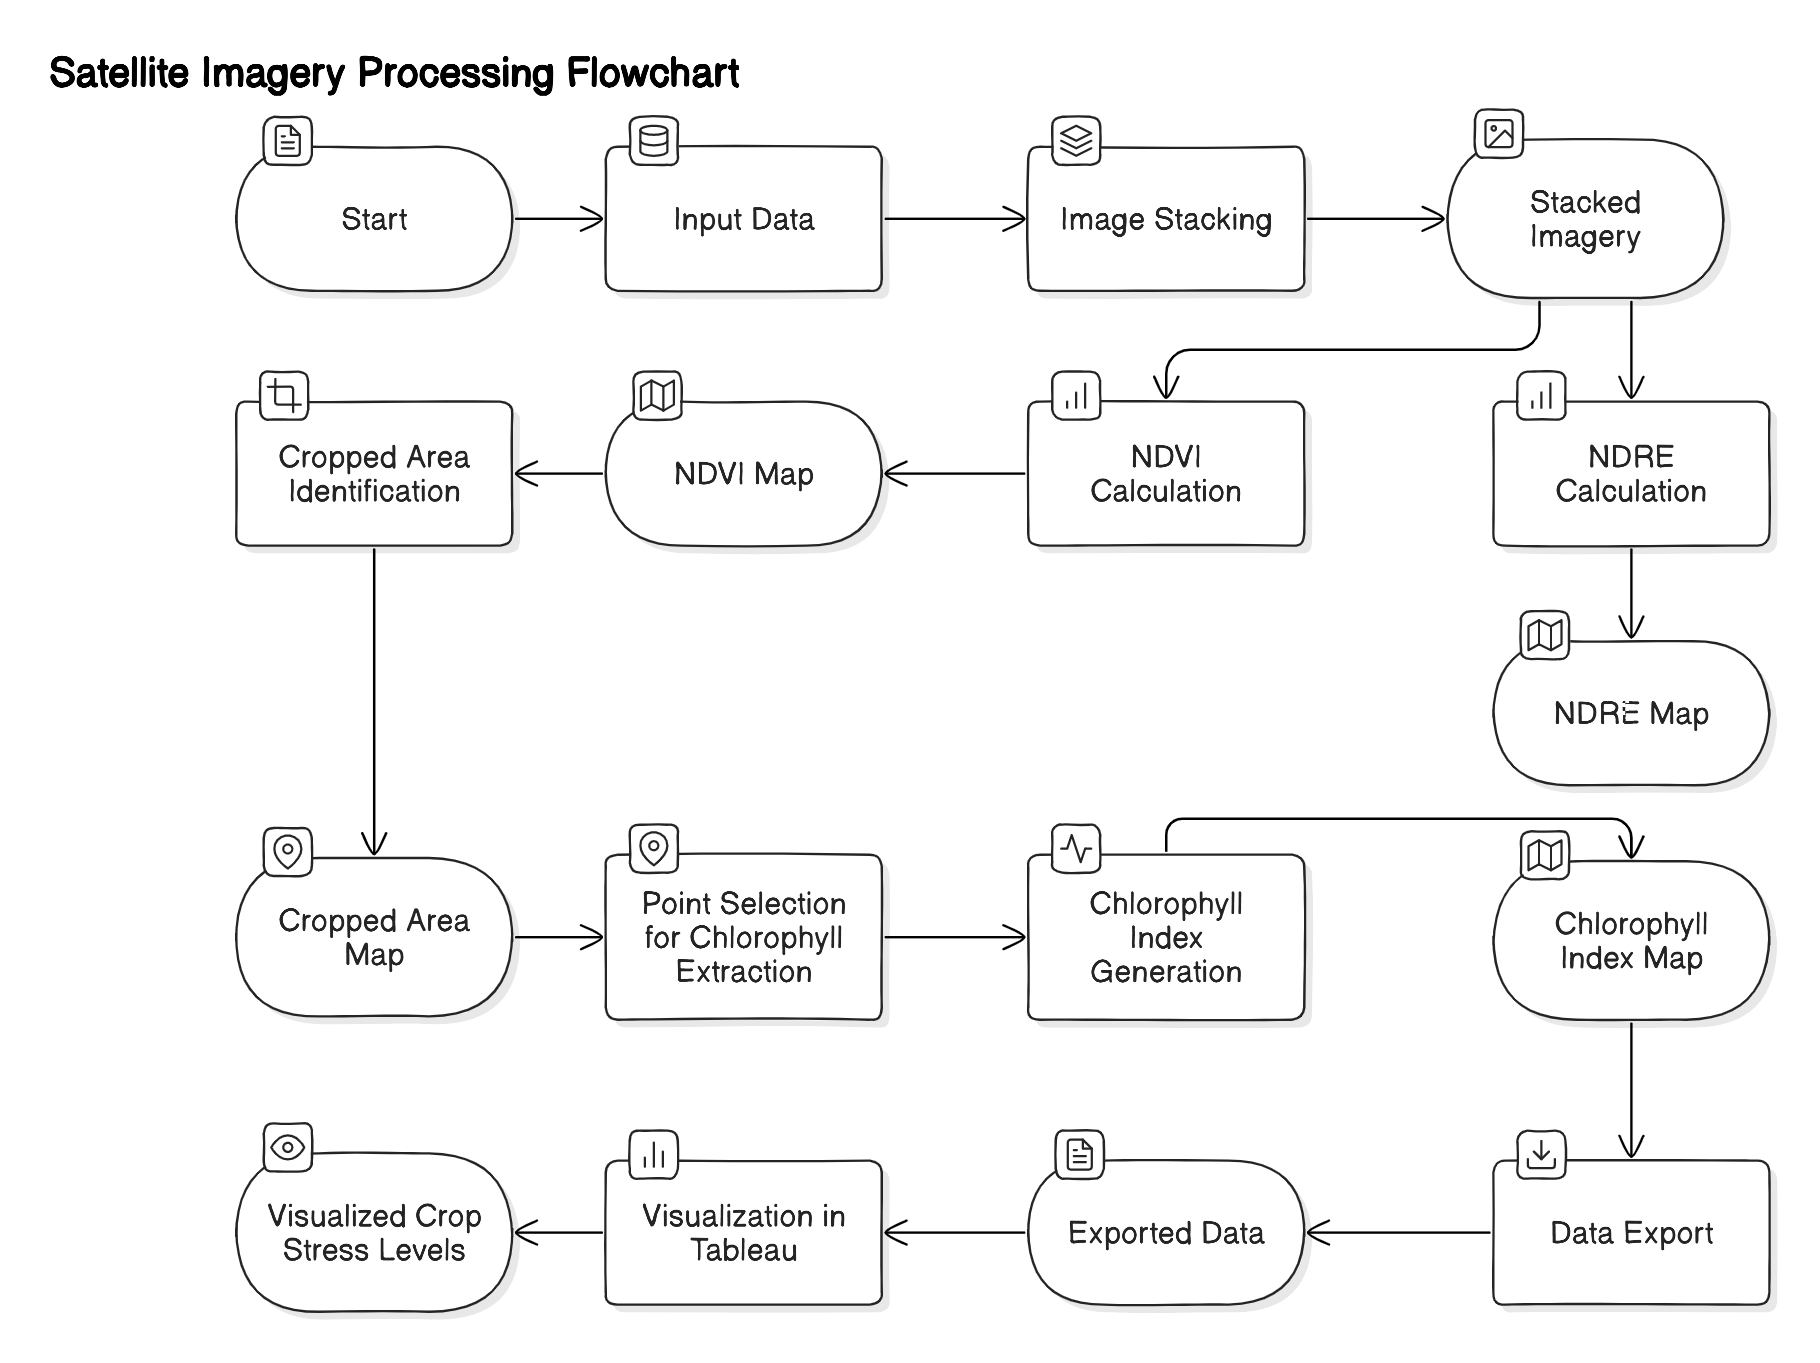 Satellite Imagery Processing Flowchart
Start
Input Data
Image Stacking
Stacked
Imagery
Cropped Area
Identification
NDVI Map
NDVI
Calculation
NDRE
Calculation
NDRE Map
Cropped Area
Map
Point Selection
for Chlorophyll
Extraction
Chlorophyll
Index
Generation
Chlorophyll
Index Map
Visualized Crop
Stress Levels
Visualization in
Tableau
Exported Data
Data Export